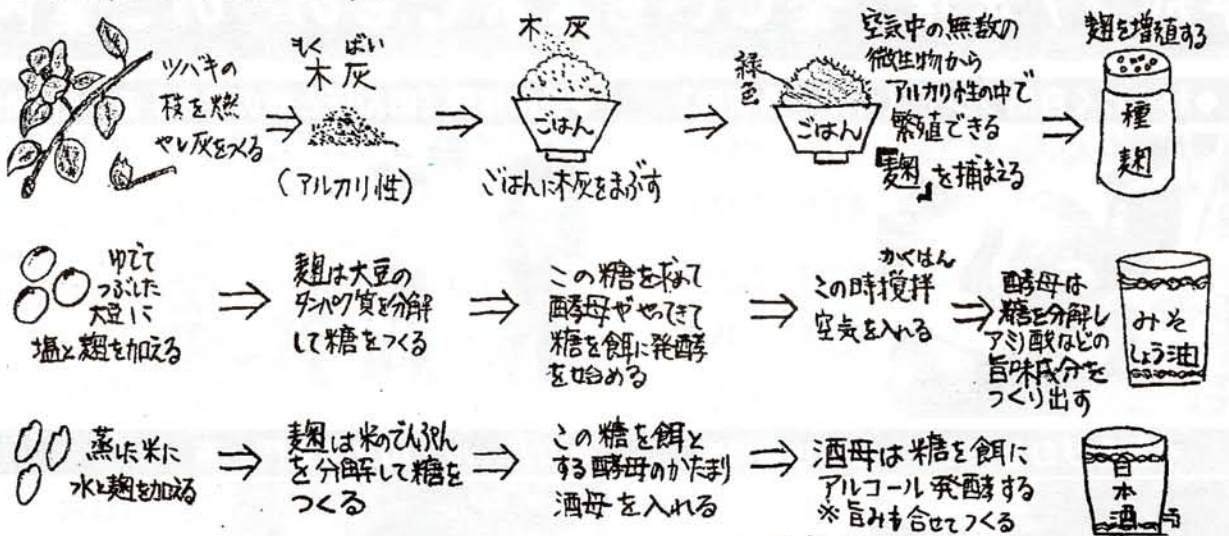 ツバキの
枝を燃
やし灰をつくる
もく ばい
木 灰
(アルカリ性)
木 灰
ごはん
ごはんに木灰をまぶす
緑色
ごはん
空気中の無数の
微生物から
アルカリ性の中で
繁殖できる
「麹」を捕まえる
麹を増殖する
種麹
ゆでて
つぶした
大豆に
塩と麹を加える
麹は大豆の
タンパク質を分解
して糖をつくる
この糖を求めて
酵母ややってきて
糖を餌に発酵
を始める
かくはん
この時攪拌
空気を入れる
酵母は
糖を分解し
アミノ酸などの
旨味成分を
つくり出す
みそ
しょう油
蒸した米に
水と麹を加える
麹は米のでんぷん
を分解して糖を
つくる
この糖を餌と
する酵母のかたまり
酒母を入れる
酒母は糖を餌に
アルコール発酵する
※旨みも合せてつくる
日本酒